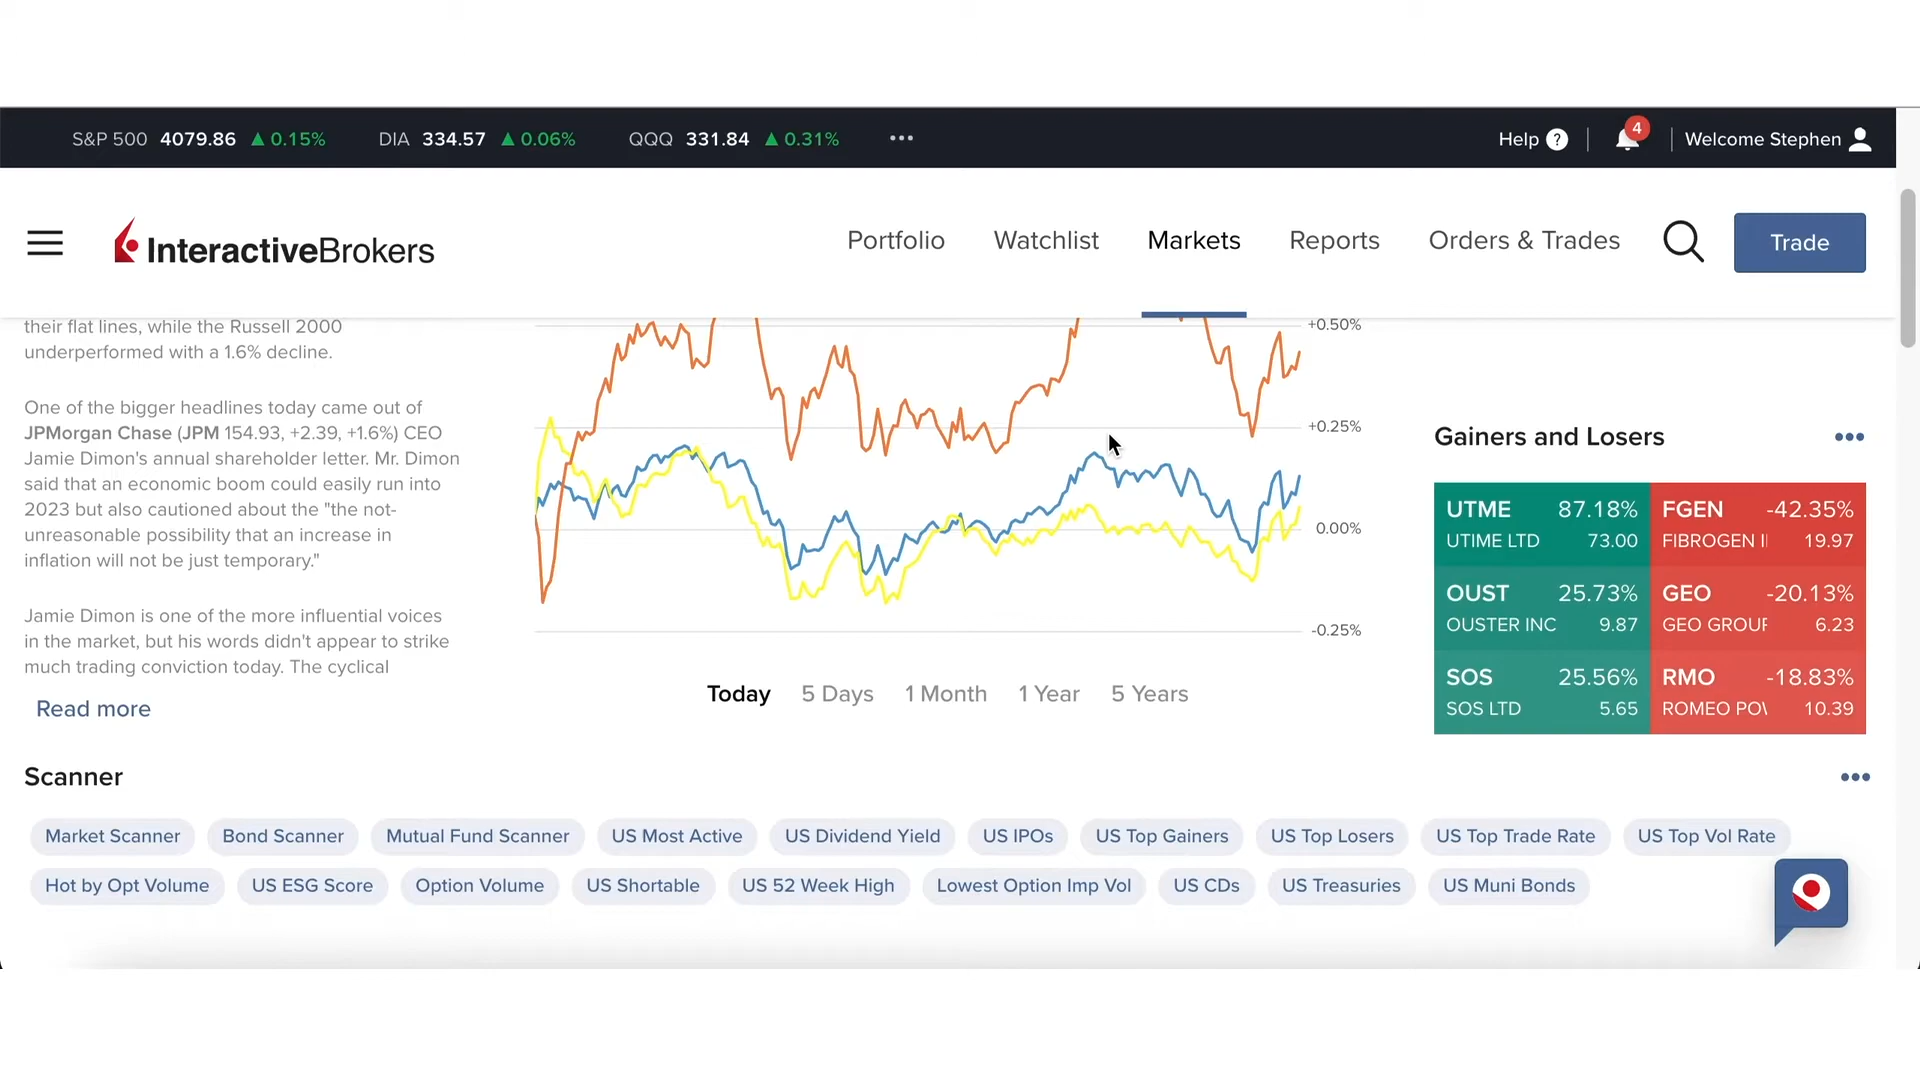 S&P 500 4079.86 ▲ 0.15% DIA 334.57 ▲ 0.06% QQQ 331.84 ▲ 0.31% ••• Help ? 4 Welcome Stephen
InteractiveBrokers Portfolio Watchlist Markets Reports Orders & Trades Trade
their flat lines, while the Russell 2000
underperformed with a 1.6% decline.
One of the bigger headlines today came out of
JPMorgan Chase (JPM 154.93, +2.39, +1.6%) CEO
Jamie Dimon's annual shareholder letter. Mr. Dimon
said that an economic boom could easily run into
2023 but also cautioned about the "the not-
unreasonable possibility that an increase in
inflation will not be just temporary."
Jamie Dimon is one of the more influential voices
in the market, but his words didn't appear to strike
much trading conviction today. The cyclical
Read more
+0.50%
+0.25%
0.00%
-0.25%
Today 5 Days 1 Month 1 Year 5 Years
Gainers and Losers •••
UTME 87.18% FGEN -42.35%
UTIME LTD 73.00 FIBROGEN I 19.97
OUST 25.73% GEO -20.13%
OUSTER INC 9.87 GEO GROUP 6.23
SOS 25.56% RMO -18.83%
SOS LTD 5.65 ROMEO PO 10.39
Scanner •••
Market Scanner Bond Scanner Mutual Fund Scanner US Most Active US Dividend Yield US IPOs US Top Gainers US Top Losers US Top Trade Rate US Top Vol Rate
Hot by Opt Volume US ESG Score Option Volume US Shortable US 52 Week High Lowest Option Imp Vol US CDs US Treasuries US Muni Bonds